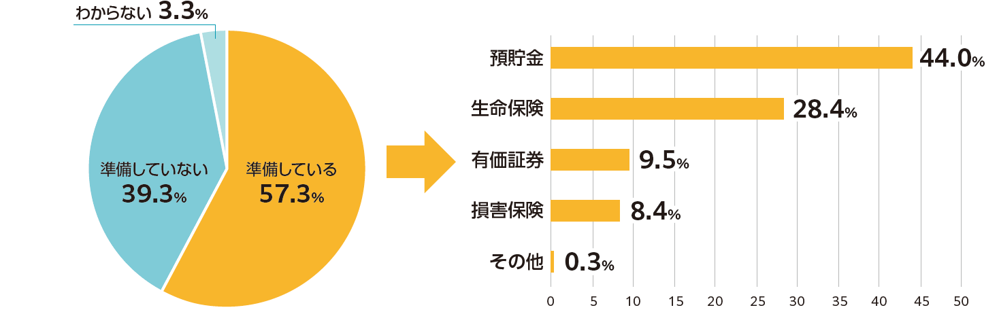 わからない 3.3%
準備していない
39.3%
準備している
57.3%
預貯金 44.0%
生命保険 28.4%
有価証券 9.5%
損害保険 8.4%
その他 0.3%
0 5 10 15 20 25 30 35 40 45 50